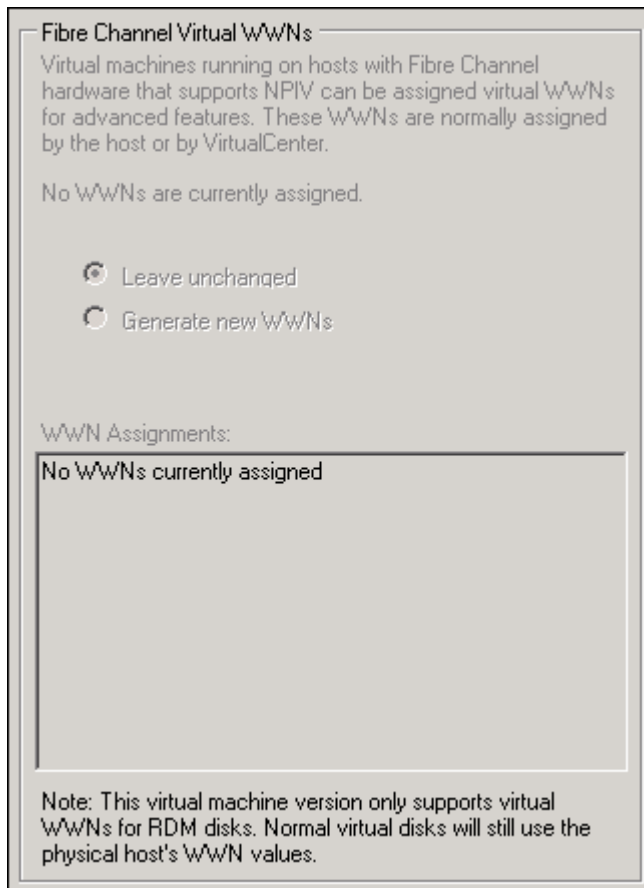 Fibre Channel Virtual WWNs
Virtual machines running on hosts with Fibre Channel
hardware that supports NPIV can be assigned virtual WWNs
for advanced features. These WWNs are normally assigned
by the host or by VirtualCenter.
No WWNs are currently assigned.
Leave unchanged
Generate new WWNs
WWN Assignments:
No WWNs currently assigned
Note: This virtual machine version only supports virtual
WWNs for RDM disks. Normal virtual disks will still use the
physical host's WWN values.